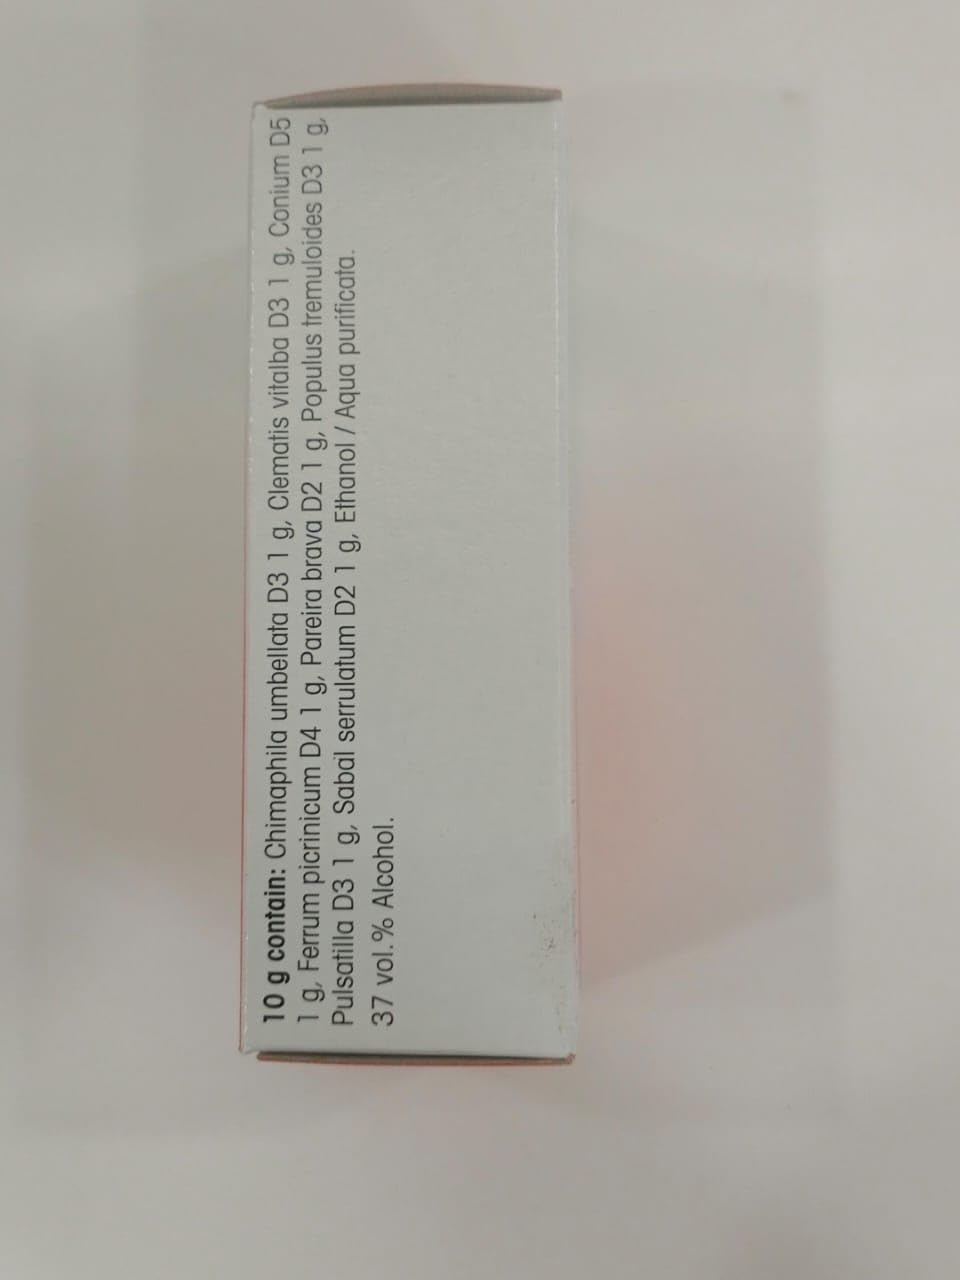 10 g contain: Chimaphila umbellata D3 1 g, Clematis vitalba D3 1 g, Conium D5
1 g, Ferrum picrinicum D4 1 g, Pareira brava D2 1 g, Populus tremuloides D3 1 g,
Pulsatilla D3 1 g, Sabal serrulatum D2 1 g, Ethanol / Aqua purificata.
37 vol.% Alcohol.